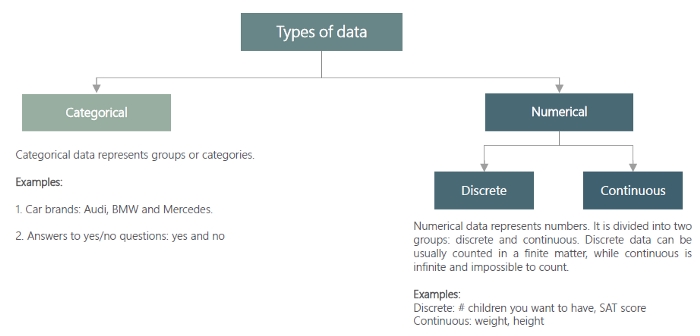 Types of data
Categorical
Numerical
Categorical data represents groups or categories.
Examples:
1. Car brands: Audi, BMW and Mercedes.
2. Answers to yes/no questions: yes and no
Discrete
Continuous
Numerical data represents numbers. It is divided into two
groups: discrete and continuous. Discrete data can be
usually counted in a finite matter, while continuous is
infinite and impossible to count.
Examples:
Discrete: # children you want to have, SAT score
Continuous: weight, height